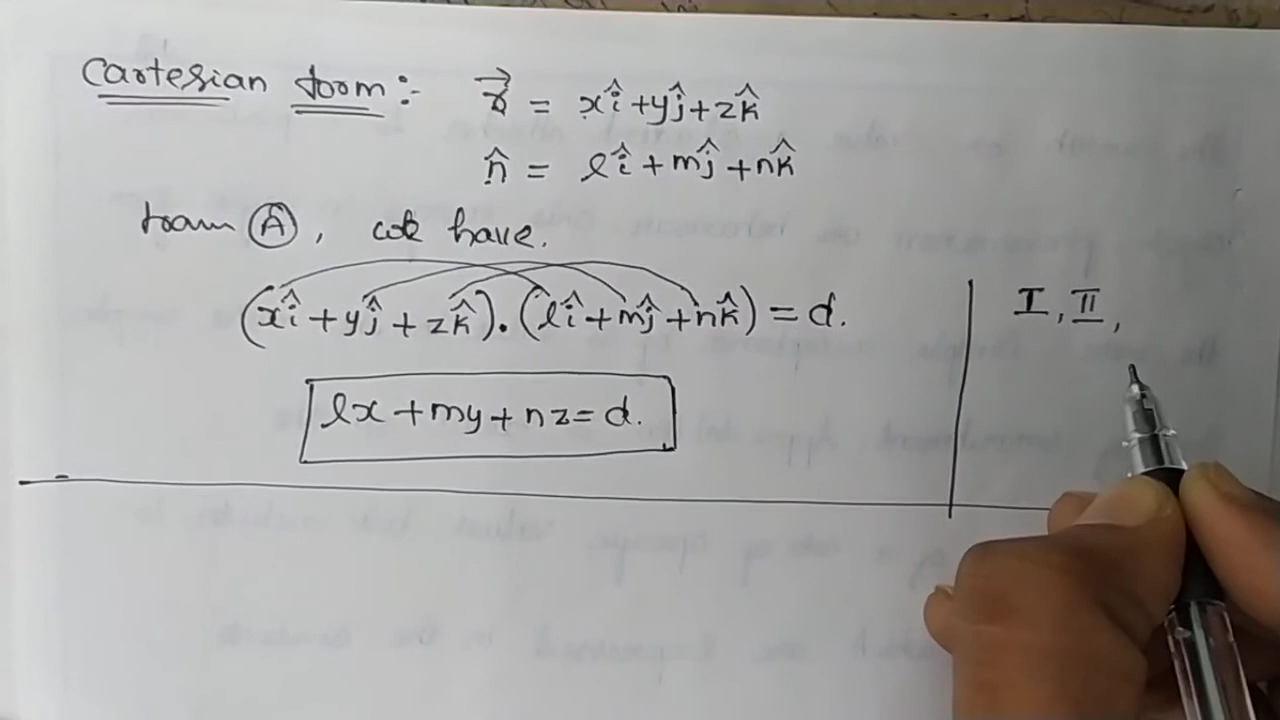 Cartesian form:- r⃗ = xî + yĵ + zk̂
n̂ = lî + mĵ + nk̂
from Ⓐ, we have.
(xî + yĵ + zk̂).(lî + mĵ + nk̂) = d.
lx + my + nz = d.
I, II,